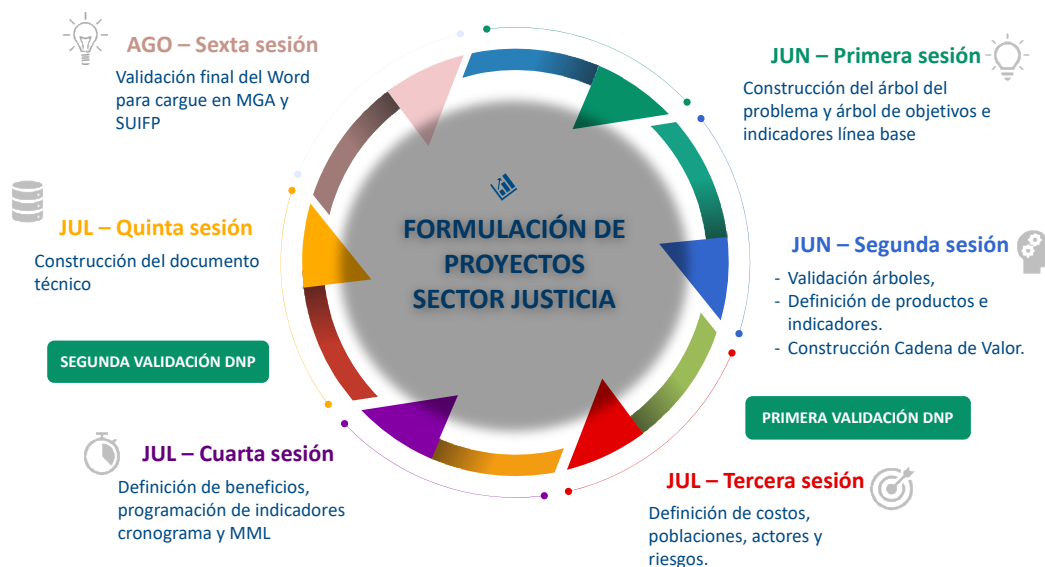 FORMULACIÓN DE
PROYECTOS
SECTOR JUSTICIA
JUN – Primera sesión
Construcción del árbol del
problema y árbol de objetivos e
indicadores línea base
JUN – Segunda sesión
- Validación árboles,
- Definición de productos e
indicadores.
- Construcción Cadena de Valor.
PRIMERA VALIDACIÓN DNP
JUL – Tercera sesión
Definición de costos,
poblaciones, actores y
riesgos.
JUL – Cuarta sesión
Definición de beneficios,
programación de indicadores
cronograma y MML
SEGUNDA VALIDACIÓN DNP
JUL – Quinta sesión
Construcción del documento
técnico
AGO – Sexta sesión
Validación final del Word
para cargue en MGA y
SUIFP